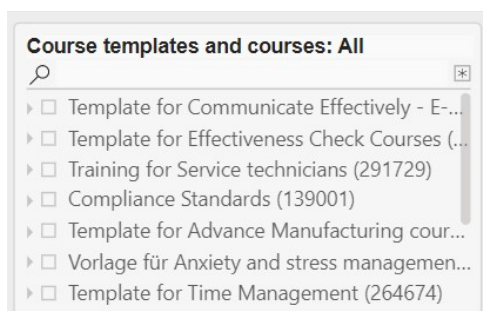 Course templates and courses: All
Template for Communicate Effectively - E-...
Template for Effectiveness Check Courses (...
Training for Service technicians (291729)
Compliance Standards (139001)
Template for Advance Manufacturing cour...
Vorlage für Anxiety and stress managemen...
Template for Time Management (264674)